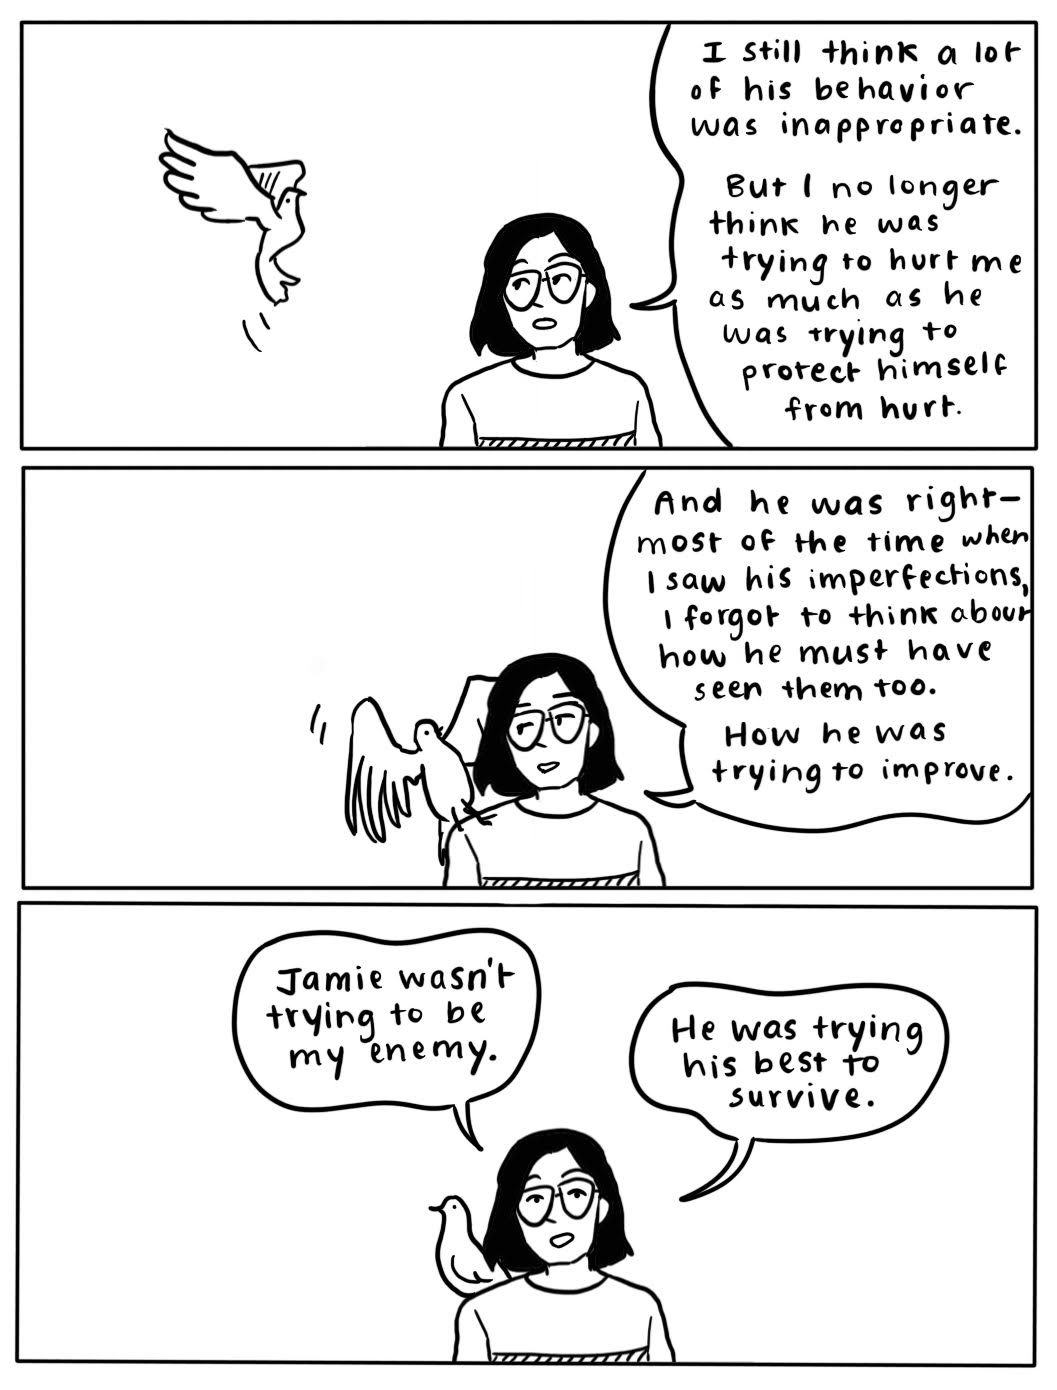 I still think a lot
of his behavior
was inappropriate.
But I no longer
think he was
trying to hurt me
as much as he
was trying to
protect himself
from hurt.
And he was right—
most of the time when
I saw his imperfections,
I forgot to think about
how he must have
seen them too.
How he was
trying to improve.
Jamie wasn't
trying to be
my enemy.
He was trying
his best to
survive.